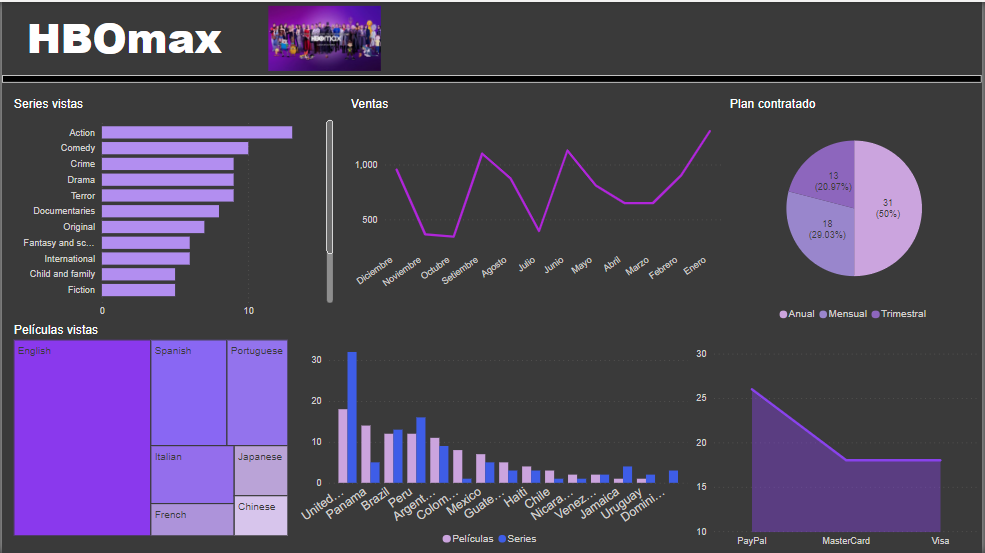 HBOmax
HBOmax
Series vistas
Action
Comedy
Crime
Drama
Terror
Documentaries
Original
Fantasy and sc...
International
Child and family
Fiction
0 10
Ventas
1,000
500
Diciembre Noviembre Octubre Setiembre Agosto Julio Junio Mayo Abril Marzo Febrero Enero
Plan contratado
13
(20.97%)
31
(50%)
18
(29.03%)
Anual Mensual Trimestral
Películas vistas
English
Spanish
Portuguese
Italian
Japanese
French
Chinese
30
20
10
0
United... Panama Brazil Peru Argent... Colom... Mexico Guate... Haiti Chile Nicara... Venez... Jamaica Uruguay Domini...
Películas Series
30
25
20
15
10
PayPal MasterCard Visa